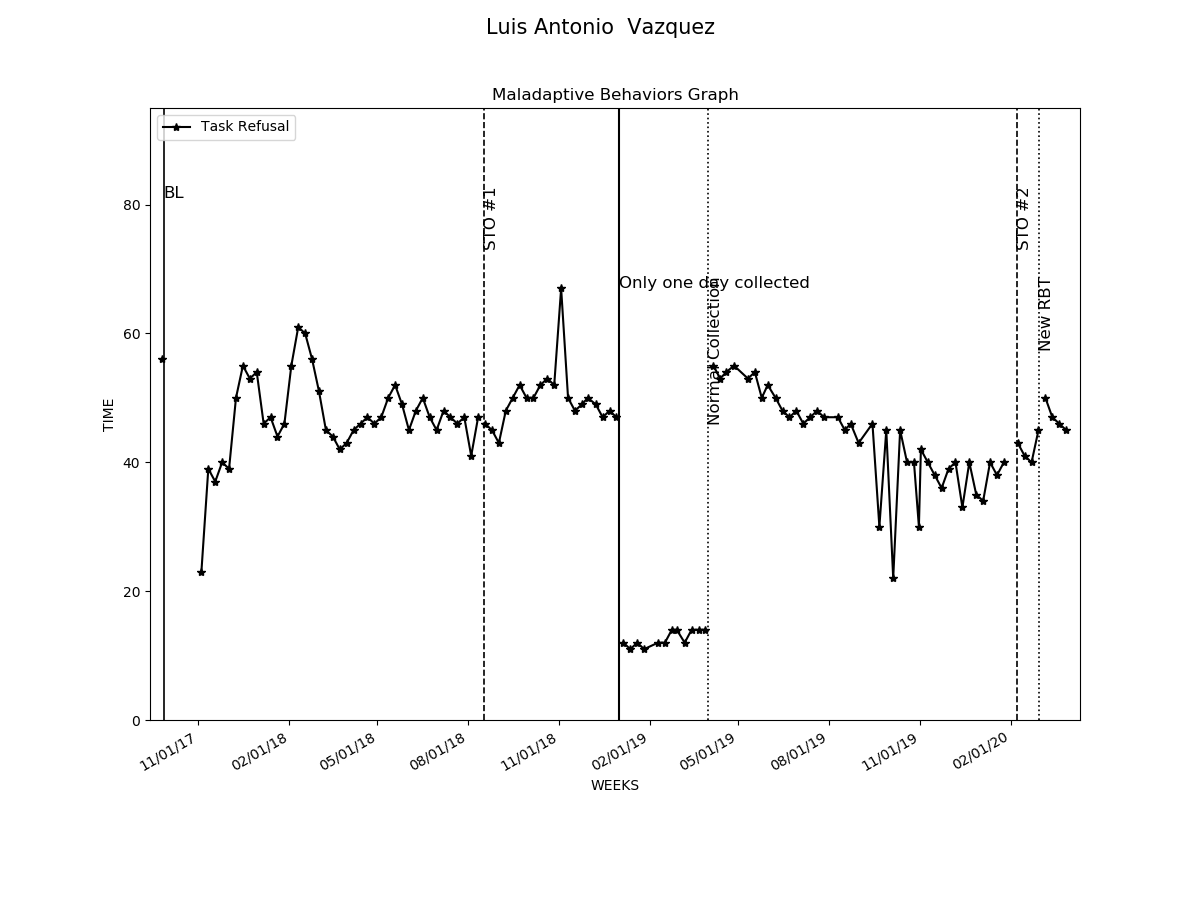 Luis Antonio  Vazquez
Maladaptive Behaviors Graph
Task Refusal
BL
STO #1
Only one day collected
Normal Collection
STO #2
New RBT
TIME
80
60
40
20
0
11/01/17
02/01/18
05/01/18
08/01/18
11/01/18
02/01/19
05/01/19
08/01/19
11/01/19
02/01/20
WEEKS